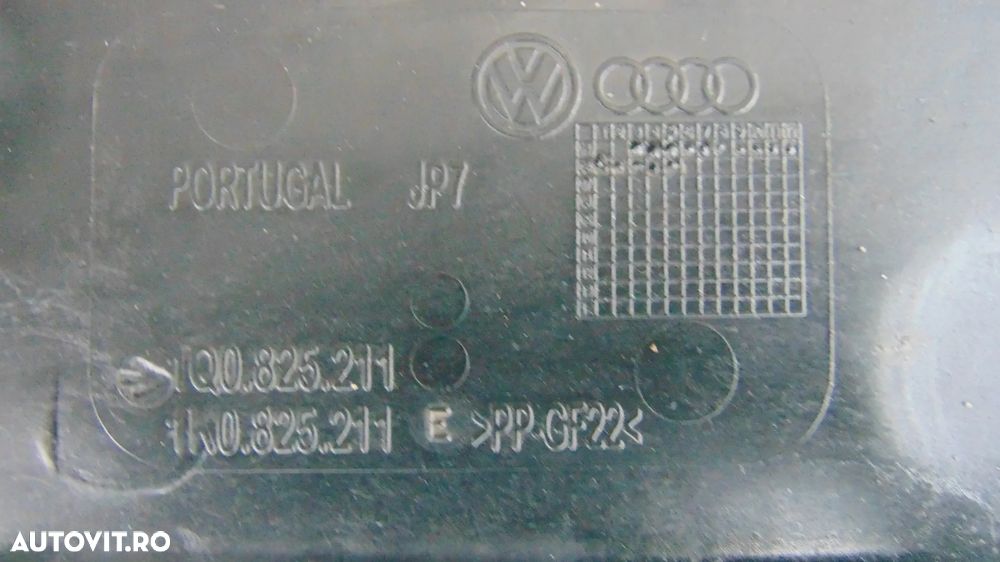 PORTUGAL JP7
1Q0.825.211
1K0.825.211 E >PP-GF22<
AUTOVIT.RO